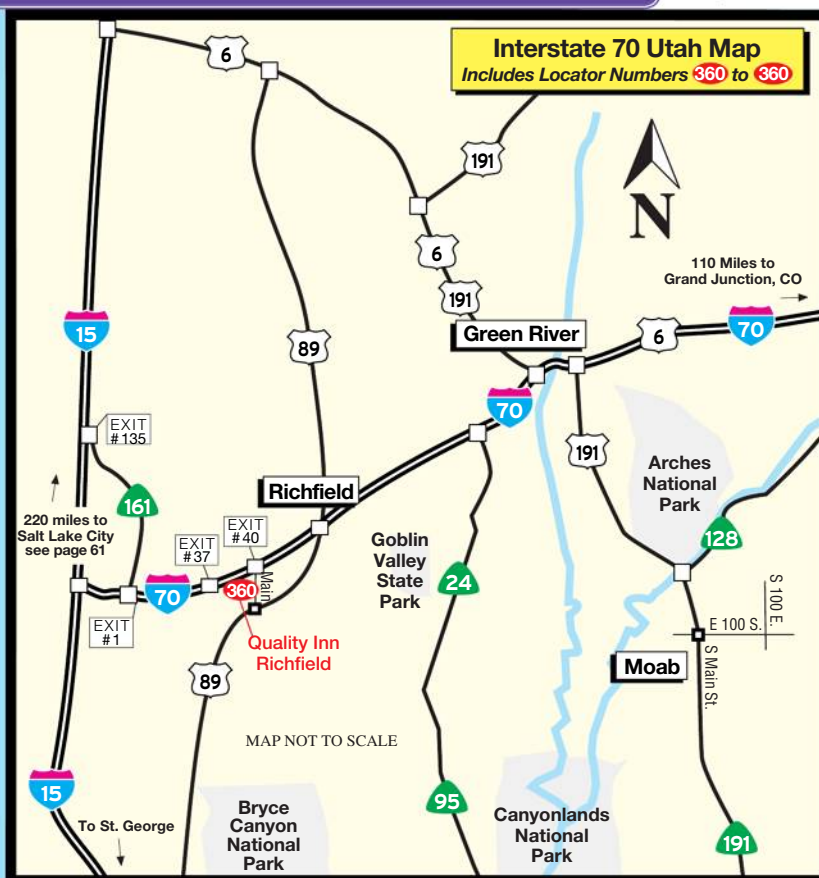 Interstate 70 Utah Map
Includes Locator Numbers 360 to 360
6
191
N
6
191
110 Miles to
Grand Junction, CO
15
89
Green River
6
70
70
EXIT
#135
191
Arches
National
Park
161
Richfield
220 miles to
Salt Lake City
see page 61
EXIT
#37
EXIT
#40
Goblin
Valley
State
Park
128
24
70
360
Main
EXIT
#1
Quality Inn
Richfield
S 100 E.
E 100 S.
S Main St.
Moab
89
MAP NOT TO SCALE
15
To St. George
Bryce
Canyon
National
Park
95
Canyonlands
National
Park
191